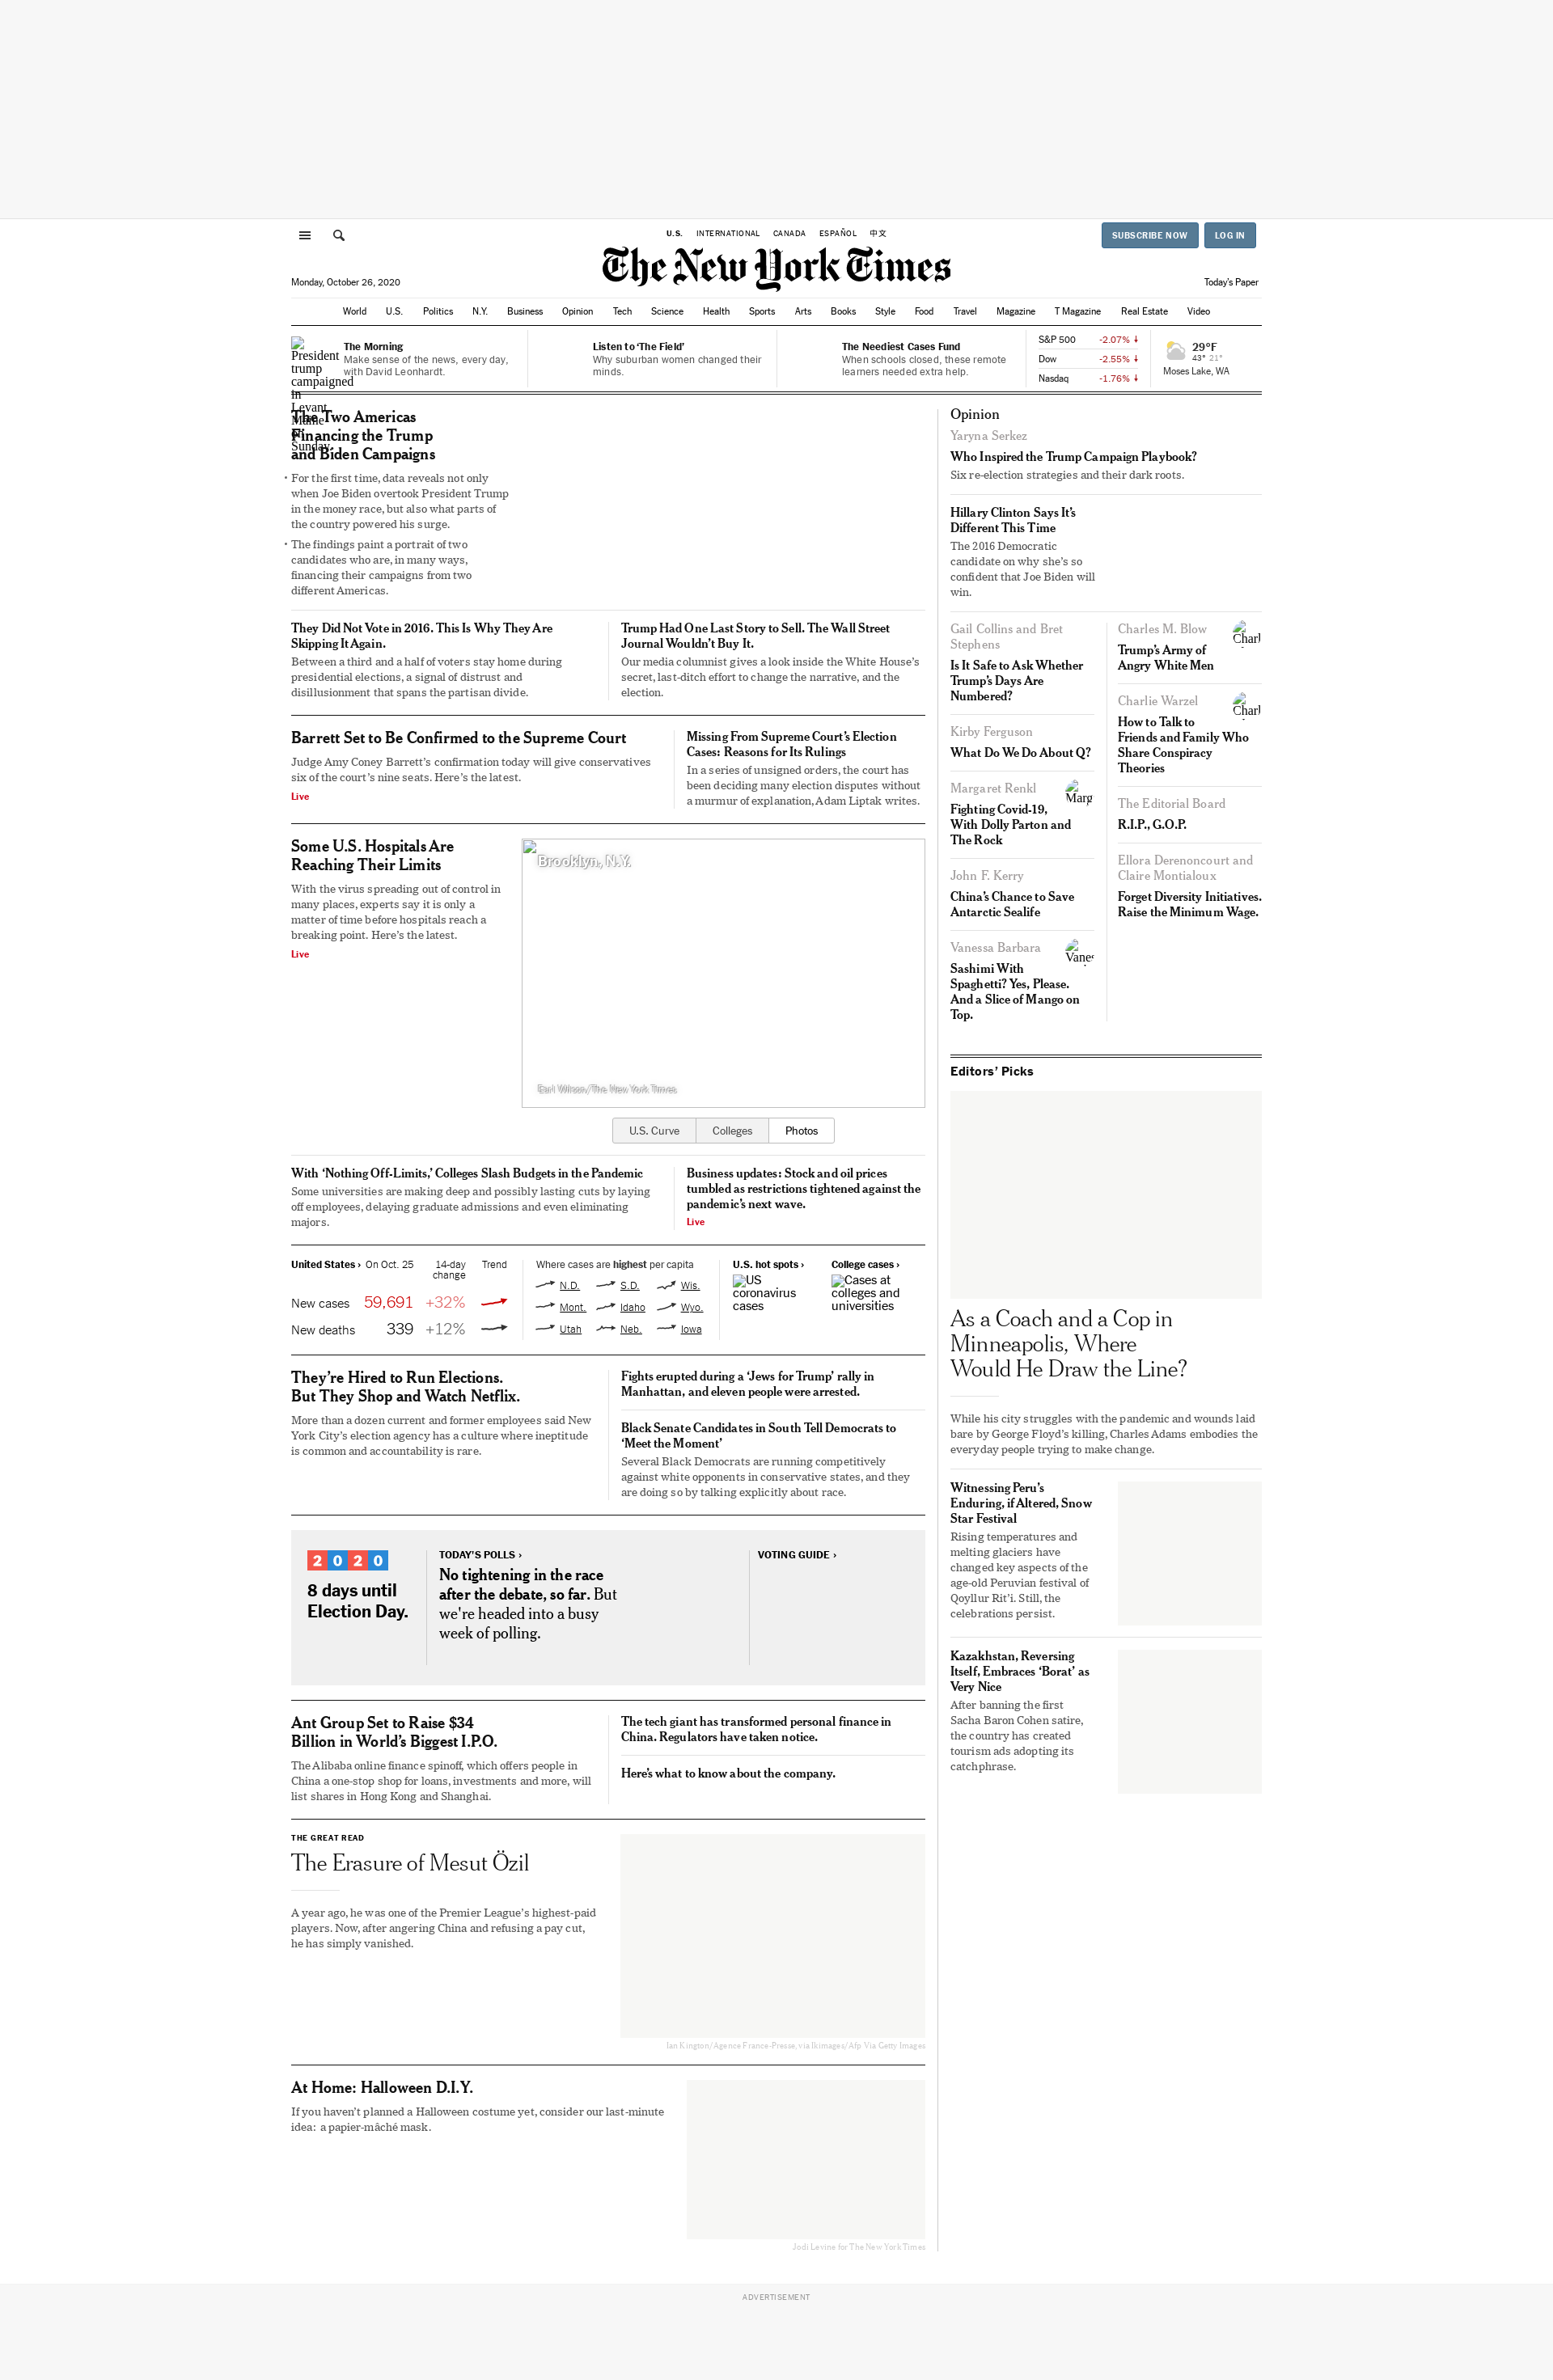 U.S. INTERNATIONAL CANADA ESPAÑOL 中文
SUBSCRIBE NOW LOG IN
The New York Times
Monday, October 26, 2020
Today's Paper
World U.S. Politics N.Y. Business Opinion Tech Science Health Sports Arts Books Style Food Travel Magazine T Magazine Real Estate Video
President
trump
campaigned
in
Levant
Maine
on
Sunday
The Morning
Make sense of the news, every day,
with David Leonhardt.
Listen to ‘The Field’
Why suburban women changed their
minds.
The Neediest Cases Fund
When schools closed, these remote
learners needed extra help.
S&P 500 -2.07%
Dow -2.55%
Nasdaq -1.76%
29°F
43° 21°
Moses Lake, WA
The Two Americas
Financing the Trump
and Biden Campaigns
• For the first time, data reveals not only
when Joe Biden overtook President Trump
in the money race, but also what parts of
the country powered his surge.
• The findings paint a portrait of two
candidates who are, in many ways,
financing their campaigns from two
different Americas.
They Did Not Vote in 2016. This Is Why They Are
Skipping It Again.
Between a third and a half of voters stay home during
presidential elections, a signal of distrust and
disillusionment that spans the partisan divide.
Trump Had One Last Story to Sell. The Wall Street
Journal Wouldn’t Buy It.
Our media columnist gives a look inside the White House’s
secret, last-ditch effort to change the narrative, and the
election.
Barrett Set to Be Confirmed to the Supreme Court
Judge Amy Coney Barrett’s confirmation today will give conservatives
six of the court’s nine seats. Here’s the latest.
Live
Missing From Supreme Court’s Election
Cases: Reasons for Its Rulings
In a series of unsigned orders, the court has
been deciding many election disputes without
a murmur of explanation, Adam Liptak writes.
Some U.S. Hospitals Are
Reaching Their Limits
With the virus spreading out of control in
many places, experts say it is only a
matter of time before hospitals reach a
breaking point. Here’s the latest.
Live
Brooklyn, N.Y.
Earl Wilson/The New York Times
U.S. Curve Colleges Photos
With ‘Nothing Off-Limits,’ Colleges Slash Budgets in the Pandemic
Some universities are making deep and possibly lasting cuts by laying
off employees, delaying graduate admissions and even eliminating
majors.
Business updates: Stock and oil prices
tumbled as restrictions tightened against the
pandemic’s next wave.
Live
United States › On Oct. 25 14-day
change Trend
New cases 59,691 +32%
New deaths 339 +12%
Where cases are highest per capita
N.D. S.D. Wis.
Mont. Idaho Wyo.
Utah Neb. Iowa
U.S. hot spots ›
US
coronavirus
cases
College cases ›
Cases at
colleges and
universities
They’re Hired to Run Elections.
But They Shop and Watch Netflix.
More than a dozen current and former employees said New
York City’s election agency has a culture where ineptitude
is common and accountability is rare.
Fights erupted during a ‘Jews for Trump’ rally in
Manhattan, and eleven people were arrested.
Black Senate Candidates in South Tell Democrats to
‘Meet the Moment’
Several Black Democrats are running competitively
against white opponents in conservative states, and they
are doing so by talking explicitly about race.
2020
8 days until
Election Day.
TODAY’S POLLS ›
No tightening in the race
after the debate, so far. But
we're headed into a busy
week of polling.
VOTING GUIDE ›
Ant Group Set to Raise $34
Billion in World’s Biggest I.P.O.
The Alibaba online finance spinoff, which offers people in
China a one-stop shop for loans, investments and more, will
list shares in Hong Kong and Shanghai.
The tech giant has transformed personal finance in
China. Regulators have taken notice.
Here’s what to know about the company.
THE GREAT READ
The Erasure of Mesut Özil
A year ago, he was one of the Premier League’s highest-paid
players. Now, after angering China and refusing a pay cut,
he has simply vanished.
Ian Kington/Agence France-Presse, via Ikimages/Afp Via Getty Images
At Home: Halloween D.I.Y.
If you haven’t planned a Halloween costume yet, consider our last-minute
idea: a papier-mâché mask.
Jodi Levine for The New York Times
Opinion
Yaryna Serkez
Who Inspired the Trump Campaign Playbook?
Six re-election strategies and their dark roots.
Hillary Clinton Says It’s
Different This Time
The 2016 Democratic
candidate on why she’s so
confident that Joe Biden will
win.
Gail Collins and Bret
Stephens
Is It Safe to Ask Whether
Trump’s Days Are
Numbered?
Kirby Ferguson
What Do We Do About Q?
Margaret Renkl
Fighting Covid-19,
With Dolly Parton and
The Rock
John F. Kerry
China’s Chance to Save
Antarctic Sealife
Vanessa Barbara
Sashimi With
Spaghetti? Yes, Please.
And a Slice of Mango on
Top.
Charles M. Blow
Trump’s Army of
Angry White Men
Charlie Warzel
How to Talk to
Friends and Family Who
Share Conspiracy
Theories
The Editorial Board
R.I.P., G.O.P.
Ellora Derenoncourt and
Claire Montialoux
Forget Diversity Initiatives.
Raise the Minimum Wage.
Editors’ Picks
As a Coach and a Cop in
Minneapolis, Where
Would He Draw the Line?
While his city struggles with the pandemic and wounds laid
bare by George Floyd’s killing, Charles Adams embodies the
everyday people trying to make change.
Witnessing Peru’s
Enduring, if Altered, Snow
Star Festival
Rising temperatures and
melting glaciers have
changed key aspects of the
age-old Peruvian festival of
Qoyllur Rit’i. Still, the
celebrations persist.
Kazakhstan, Reversing
Itself, Embraces ‘Borat’ as
Very Nice
After banning the first
Sacha Baron Cohen satire,
the country has created
tourism ads adopting its
catchphrase.
ADVERTISEMENT